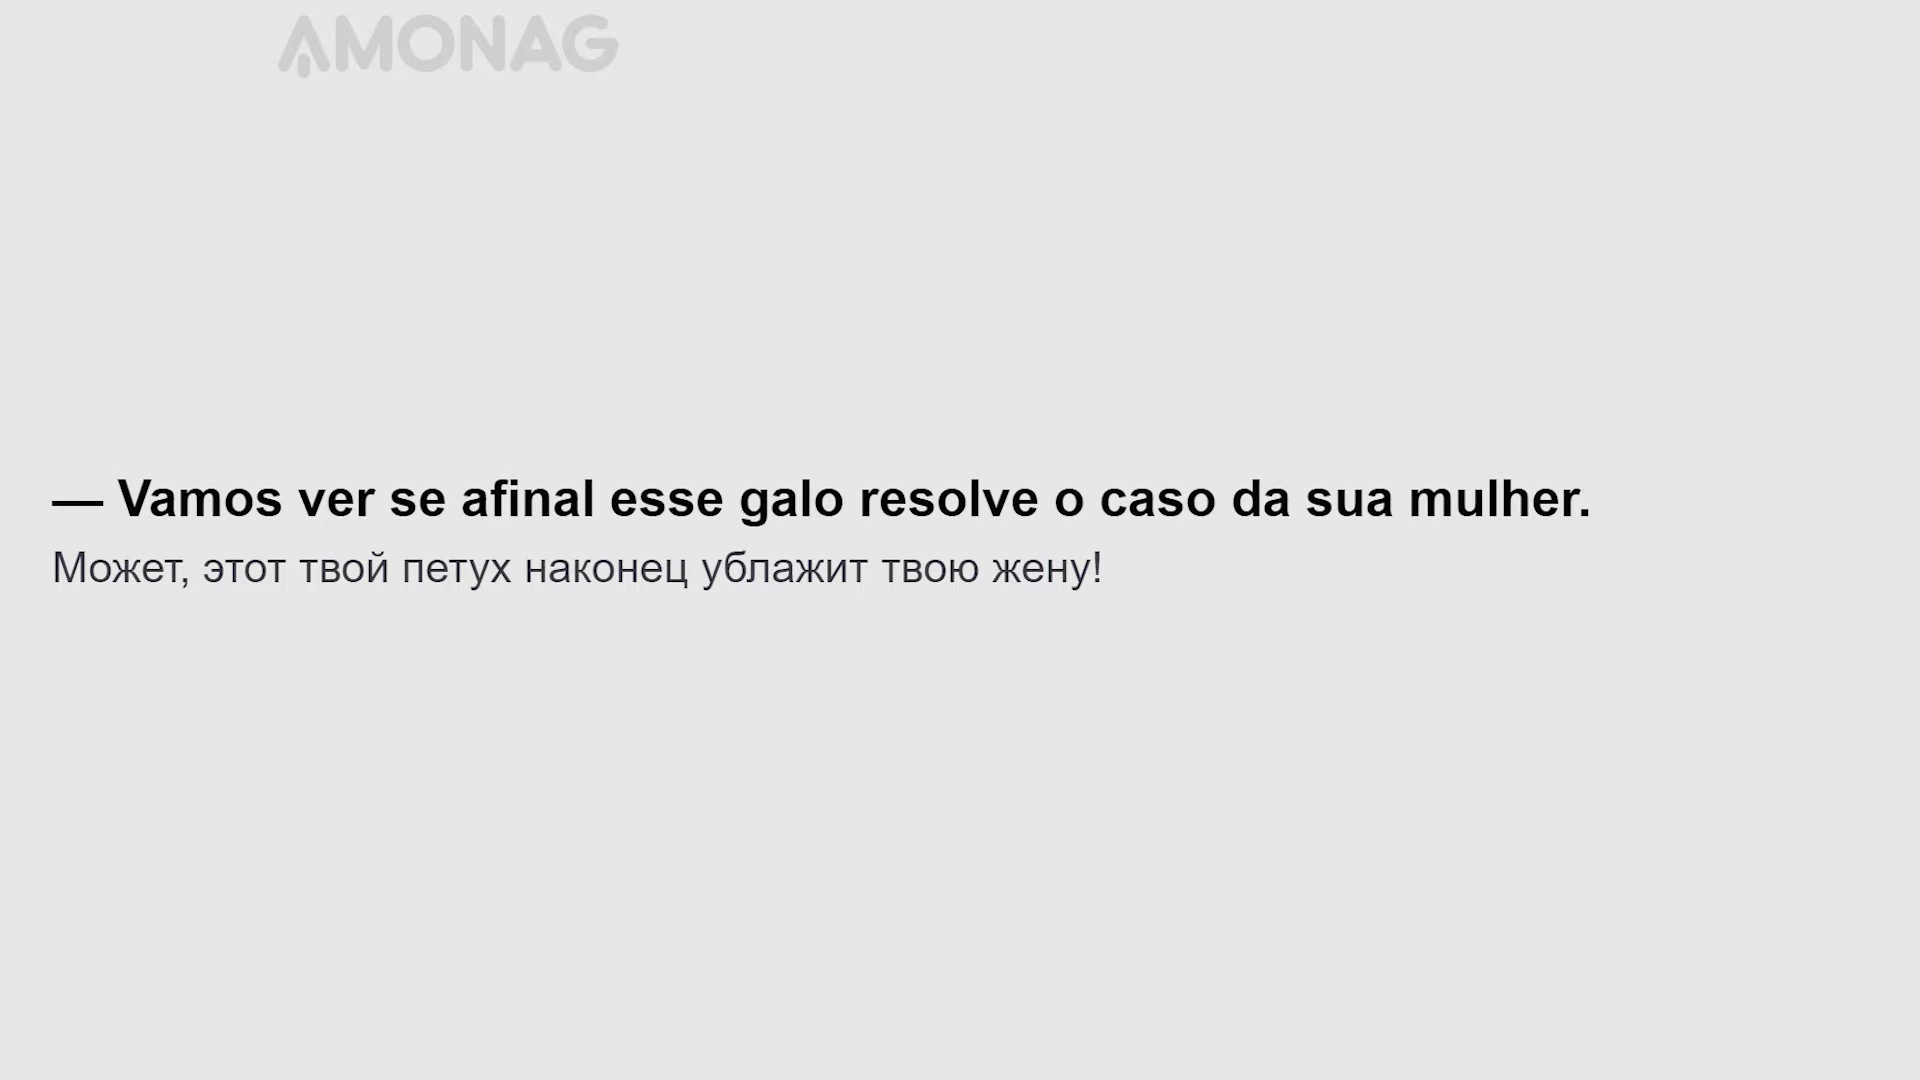 AMONAG
— Vamos ver se afinal esse galo resolve o caso da sua mulher.
Может, этот твой петух наконец ублажит твою жену!